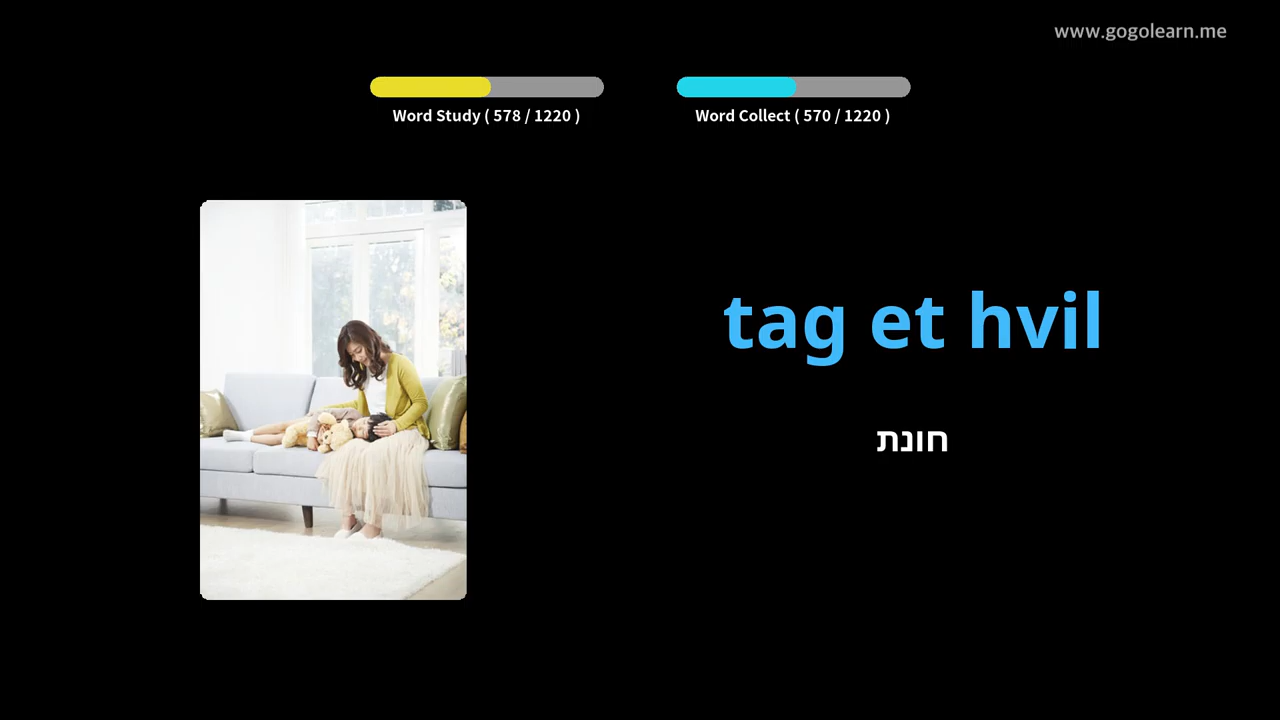 www.gogolearn.me
Word Study ( 578 / 1220 )
Word Collect ( 570 / 1220 )
tag et hvil
חונת